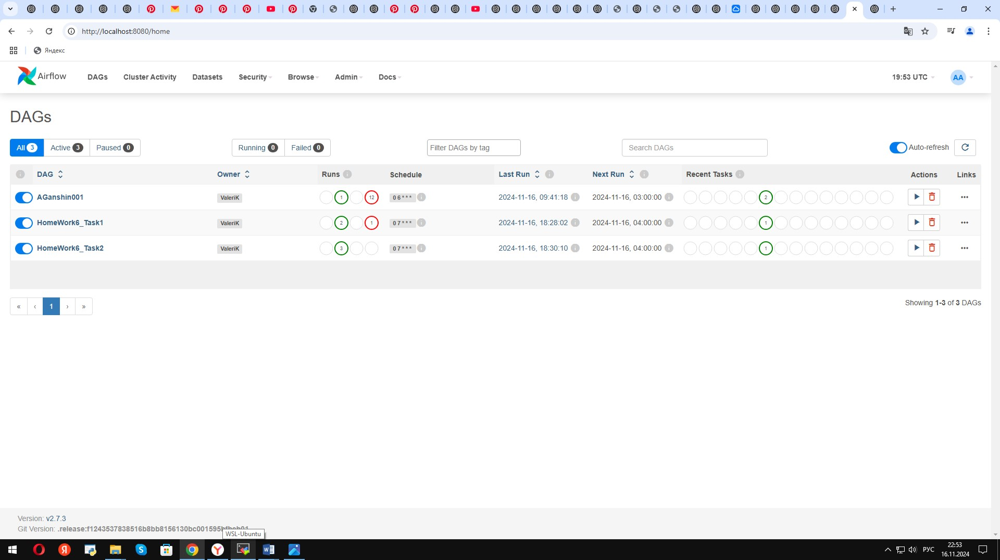 http://localhost:8080/home
Яндекс
Airflow DAGs Cluster Activity Datasets Security Browse Admin Docs 19:53 UTC AA
DAGs
All 3 Active 3 Paused 0 Running 0 Failed 0 Filter DAGs by tag Search DAGs Auto-refresh
DAG Owner Runs Schedule Last Run Next Run Recent Tasks Actions Links
AGanshin001 ValeriK 1 12 0 6 * * * 2024-11-16, 09:41:18 2024-11-16, 03:00:00 2
HomeWork6_Task1 ValeriK 2 1 0 7 * * * 2024-11-16, 18:28:02 2024-11-16, 04:00:00 1
HomeWork6_Task2 ValeriK 3 0 7 * * * 2024-11-16, 18:30:10 2024-11-16, 04:00:00 1
« ‹ 1 › » Showing 1-3 of 3 DAGs
Version: v2.7.3
Git Version: .release:f1243537838516b8bb8156130bc001595
WSL-Ubuntu
РУС 22:53
16.11.2024